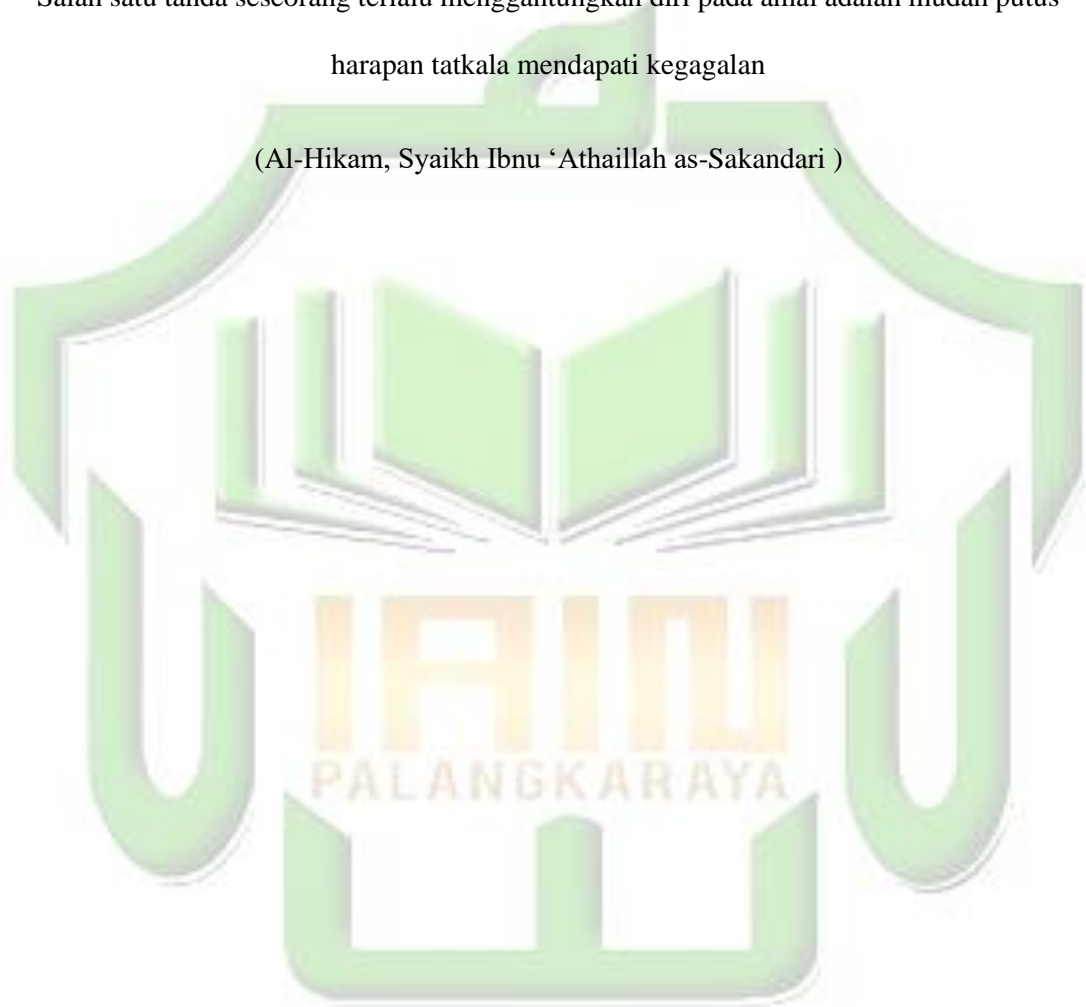 Salah satu tanda seseorang terlalu menggantungkan diri pada amal adalah mudah putus
harapan tatkala mendapati kegagalan
(Al-Hikam, Syaikh Ibnu ‘Athaillah as-Sakandari )
IAIN
PALANGKARAYA